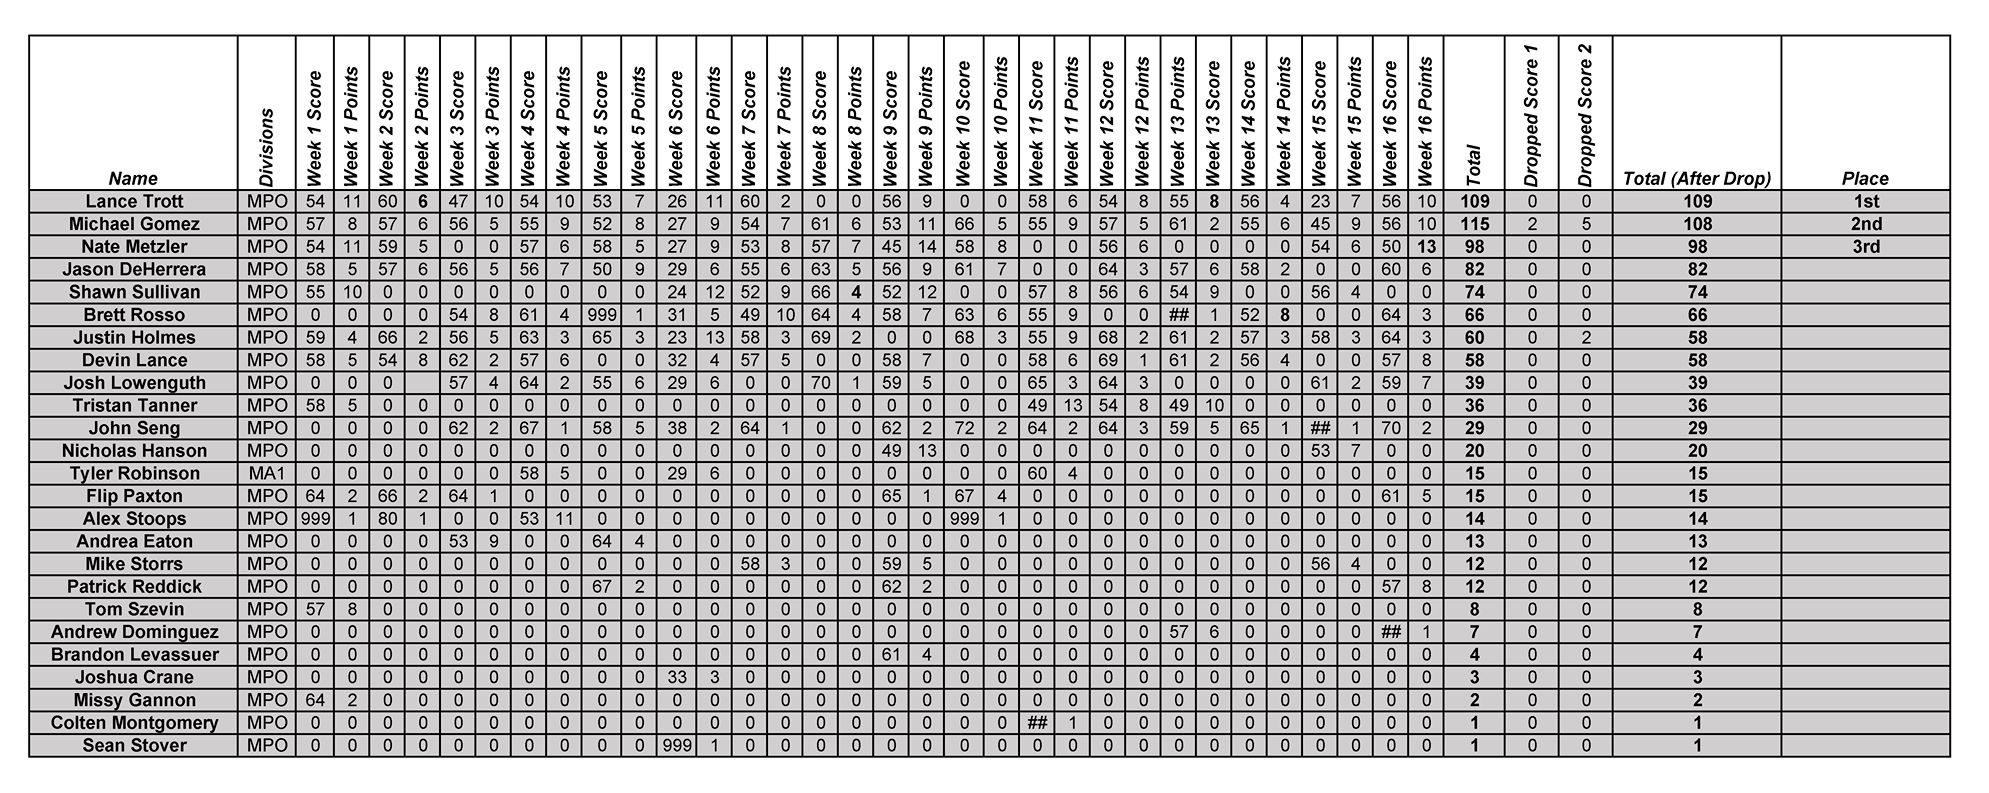 Name Divisions Week 1 Score Week 1 Points Week 2 Score Week 2 Points Week 3 Score Week 3 Points Week 4 Score Week 4 Points Week 5 Score Week 5 Points Week 6 Score Week 6 Points Week 7 Score Week 7 Points Week 8 Score Week 8 Points Week 9 Score Week 9 Points Week 10 Score Week 10 Points Week 11 Score Week 11 Points Week 12 Score Week 12 Points Week 13 Points Week 13 Score Week 14 Score Week 14 Points Week 15 Score Week 15 Points Week 16 Score Week 16 Points Total Dropped Score 1 Dropped Score 2 Total (After Drop) Place
Lance Trott MPO 54 11 60 6 47 10 54 10 53 7 26 11 60 2 0 0 56 9 0 0 58 6 54 8 55 8 56 4 23 7 56 10 109 0 0 109 1st
Michael Gomez MPO 57 8 57 6 56 5 55 9 52 8 27 9 54 7 61 6 53 11 66 5 55 9 57 5 61 2 55 6 45 9 56 10 115 2 5 108 2nd
Nate Metzler MPO 54 11 59 5 0 0 57 6 58 5 27 9 53 8 57 7 45 14 58 8 0 0 56 6 0 0 0 0 54 6 50 13 98 0 0 98 3rd
Jason DeHerrera MPO 58 5 57 6 56 5 56 7 50 9 29 6 55 6 63 5 56 9 61 7 0 0 64 3 57 6 58 2 0 0 60 6 82 0 0 82
Shawn Sullivan MPO 55 10 0 0 0 0 0 0 0 0 24 12 52 9 66 4 52 12 0 0 57 8 56 6 54 9 0 0 56 4 0 0 74 0 0 74
Brett Rosso MPO 0 0 0 0 54 8 61 4 999 1 31 5 49 10 64 4 58 7 63 6 55 9 0 0 ## 1 52 8 0 0 64 3 66 0 0 66
Justin Holmes MPO 59 4 66 2 56 5 63 3 65 3 23 13 58 3 69 2 0 0 68 3 55 9 68 2 61 2 57 3 58 3 64 3 60 0 2 58
Devin Lance MPO 58 5 54 8 62 2 57 6 0 0 32 4 57 5 0 0 58 7 0 0 58 6 69 1 61 2 56 4 0 0 57 8 58 0 0 58
Josh Lowenguth MPO 0 0 0 57 4 64 2 55 6 29 6 0 0 70 1 59 5 0 0 65 3 64 3 0 0 0 0 61 2 59 7 39 0 0 39
Tristan Tanner MPO 58 5 0 0 0 0 0 0 0 0 0 0 0 0 0 0 0 0 0 0 49 13 54 8 49 10 0 0 0 0 0 0 36 0 0 36
John Seng MPO 0 0 0 0 62 2 67 1 58 5 38 2 64 1 0 0 62 2 72 2 64 2 64 3 59 5 65 1 ## 1 70 2 29 0 0 29
Nicholas Hanson MPO 0 0 0 0 0 0 0 0 0 0 0 0 0 0 0 0 49 13 0 0 0 0 0 0 0 0 0 0 53 7 0 0 20 0 0 20
Tyler Robinson MA1 0 0 0 0 0 0 58 5 0 0 29 6 0 0 0 0 0 0 0 0 60 4 0 0 0 0 0 0 0 0 0 0 15 0 0 15
Flip Paxton MPO 64 2 66 2 64 1 0 0 0 0 0 0 0 0 0 0 65 1 67 4 0 0 0 0 0 0 0 0 0 0 61 5 15 0 0 15
Alex Stoops MPO 999 1 80 1 0 0 53 11 0 0 0 0 0 0 0 0 0 0 999 1 0 0 0 0 0 0 0 0 0 0 0 0 14 0 0 14
Andrea Eaton MPO 0 0 0 0 53 9 0 0 64 4 0 0 0 0 0 0 0 0 0 0 0 0 0 0 0 0 0 0 0 0 0 0 13 0 0 13
Mike Storrs MPO 0 0 0 0 0 0 0 0 0 0 0 0 58 3 0 0 59 5 0 0 0 0 0 0 0 0 0 0 56 4 0 0 12 0 0 12
Patrick Reddick MPO 0 0 0 0 0 0 0 0 67 2 0 0 0 0 0 0 62 2 0 0 0 0 0 0 0 0 0 0 0 0 57 8 12 0 0 12
Tom Szevin MPO 57 8 0 0 0 0 0 0 0 0 0 0 0 0 0 0 0 0 0 0 0 0 0 0 0 0 0 0 0 0 0 0 8 0 0 8
Andrew Dominguez MPO 0 0 0 0 0 0 0 0 0 0 0 0 0 0 0 0 0 0 0 0 0 0 0 0 57 6 0 0 0 0 ## 1 7 0 0 7
Brandon Levassuer MPO 0 0 0 0 0 0 0 0 0 0 0 0 0 0 0 0 61 4 0 0 0 0 0 0 0 0 0 0 0 0 0 0 4 0 0 4
Joshua Crane MPO 0 0 0 0 0 0 0 0 0 0 33 3 0 0 0 0 0 0 0 0 0 0 0 0 0 0 0 0 0 0 0 0 3 0 0 3
Missy Gannon MPO 64 2 0 0 0 0 0 0 0 0 0 0 0 0 0 0 0 0 0 0 0 0 0 0 0 0 0 0 0 0 0 0 2 0 0 2
Colten Montgomery MPO 0 0 0 0 0 0 0 0 0 0 0 0 0 0 0 0 0 0 0 0 ## 1 0 0 0 0 0 0 0 0 0 0 1 0 0 1
Sean Stover MPO 0 0 0 0 0 0 0 0 0 0 999 1 0 0 0 0 0 0 0 0 0 0 0 0 0 0 0 0 0 0 0 0 1 0 0 1